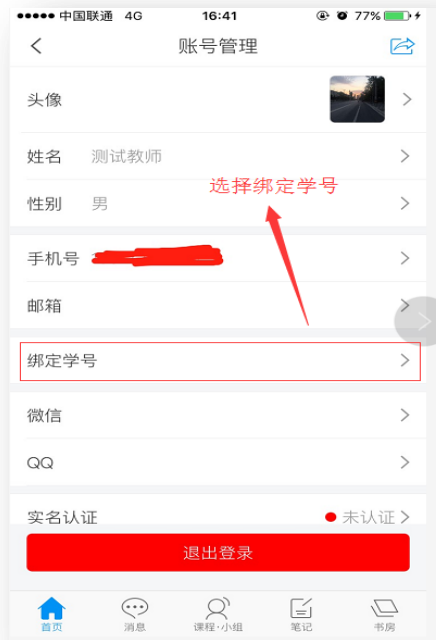 中国联通 4G 16:41 77%
账号管理
头像
姓名 测试教师
选择绑定学号
性别 男
手机号
邮箱
绑定学号
微信
QQ
实名认证 未认证
退出登录
首页 消息 课程·小组 笔记 书房